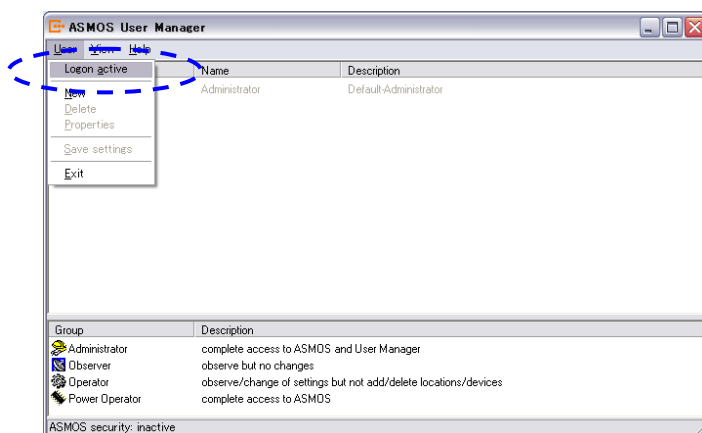 ASMOS User Manager
User View Help
Logon active
Name Description
New
Administrator Default-Administrator
Delete
Properties
Save settings
Exit
Group Description
Administrator complete access to ASMOS and User Manager
Observer observe but no changes
Operator observe/change of settings but not add/delete locations/devices
Power Operator complete access to ASMOS
ASMOS security: inactive